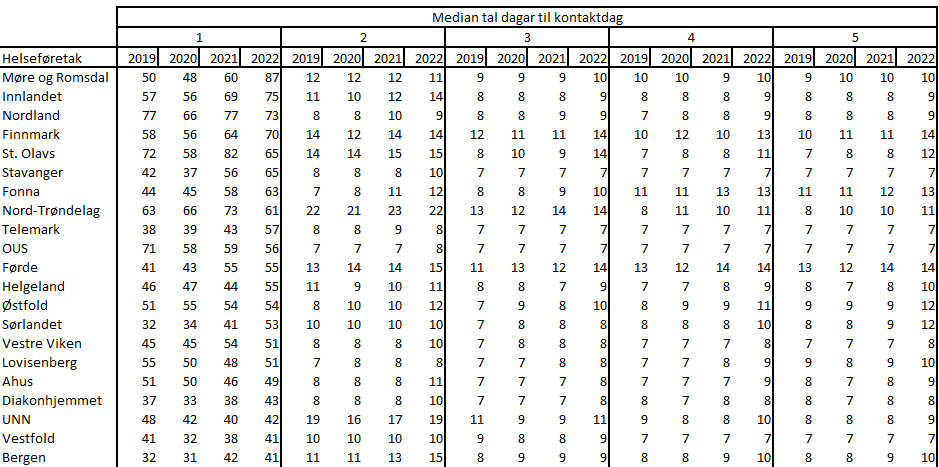 Median tal dagar til kontaktdag
1 2 3 4 5
Helseføretak 2019 2020 2021 2022 2019 2020 2021 2022 2019 2020 2021 2022 2019 2020 2021 2022 2019 2020 2021 2022
Møre og Romsdal 50 48 60 87 12 12 12 11 9 9 9 10 10 10 9 10 9 10 10 10
Innlandet 57 56 69 75 11 10 12 14 8 8 8 9 8 8 8 9 8 8 8 9
Nordland 77 66 77 73 8 8 10 9 8 8 9 9 7 8 8 9 8 8 8 9
Finnmark 58 56 64 70 14 12 14 14 12 11 11 14 10 12 10 13 10 11 11 14
St. Olavs 72 58 82 65 14 14 15 15 8 10 9 14 7 8 8 11 7 8 8 12
Stavanger 42 37 56 65 8 8 8 10 7 7 7 7 7 7 7 7 7 7 7 7
Fonna 44 45 58 63 7 8 11 12 8 8 9 10 11 11 13 13 11 11 12 13
Nord-Trøndelag 63 66 73 61 22 21 23 22 13 12 14 14 8 11 10 11 8 10 10 11
Telemark 38 39 43 57 8 8 9 8 7 7 7 7 7 7 7 7 7 7 7 7
OUS 71 58 59 56 7 7 7 8 7 7 7 7 7 7 7 7 7 7 7 7
Førde 41 43 55 55 13 14 14 15 11 13 12 14 13 12 14 14 13 12 14 14
Helgeland 46 47 44 55 11 9 10 11 8 8 7 9 7 7 8 9 8 7 8 10
Østfold 51 55 54 54 8 10 10 12 7 9 8 10 8 9 9 11 9 9 9 12
Sørlandet 32 34 41 53 10 10 10 10 7 8 8 8 8 8 8 10 8 8 9 12
Vestre Viken 45 45 54 51 8 8 8 10 7 7 8 8 7 7 7 8 7 7 7 8
Lovisenberg 55 50 48 51 7 8 8 8 7 7 8 8 7 7 8 9 9 8 9 10
Ahus 51 50 46 49 8 8 8 11 7 7 7 8 7 7 7 9 8 7 8 9
Diakonhjemmet 37 33 38 43 8 8 8 10 7 7 7 8 8 7 8 8 8 7 8 8
UNN 48 42 40 42 19 16 17 19 11 9 9 11 9 8 8 10 8 8 8 9
Vestfold 41 32 38 41 10 10 10 10 9 8 8 9 7 7 7 7 7 7 7 7
Bergen 32 31 42 41 11 11 13 15 8 9 9 9 8 8 9 10 8 8 9 10